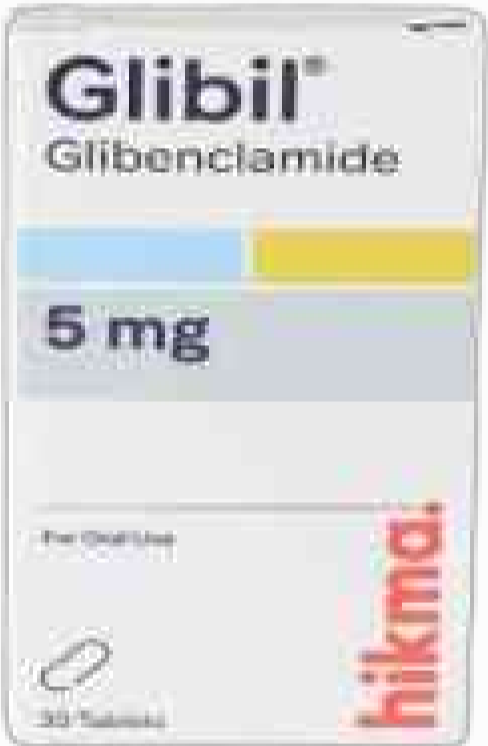 Glibil®
Glibenclamide
5 mg
For Oral Use
30 Tablets
hikma.